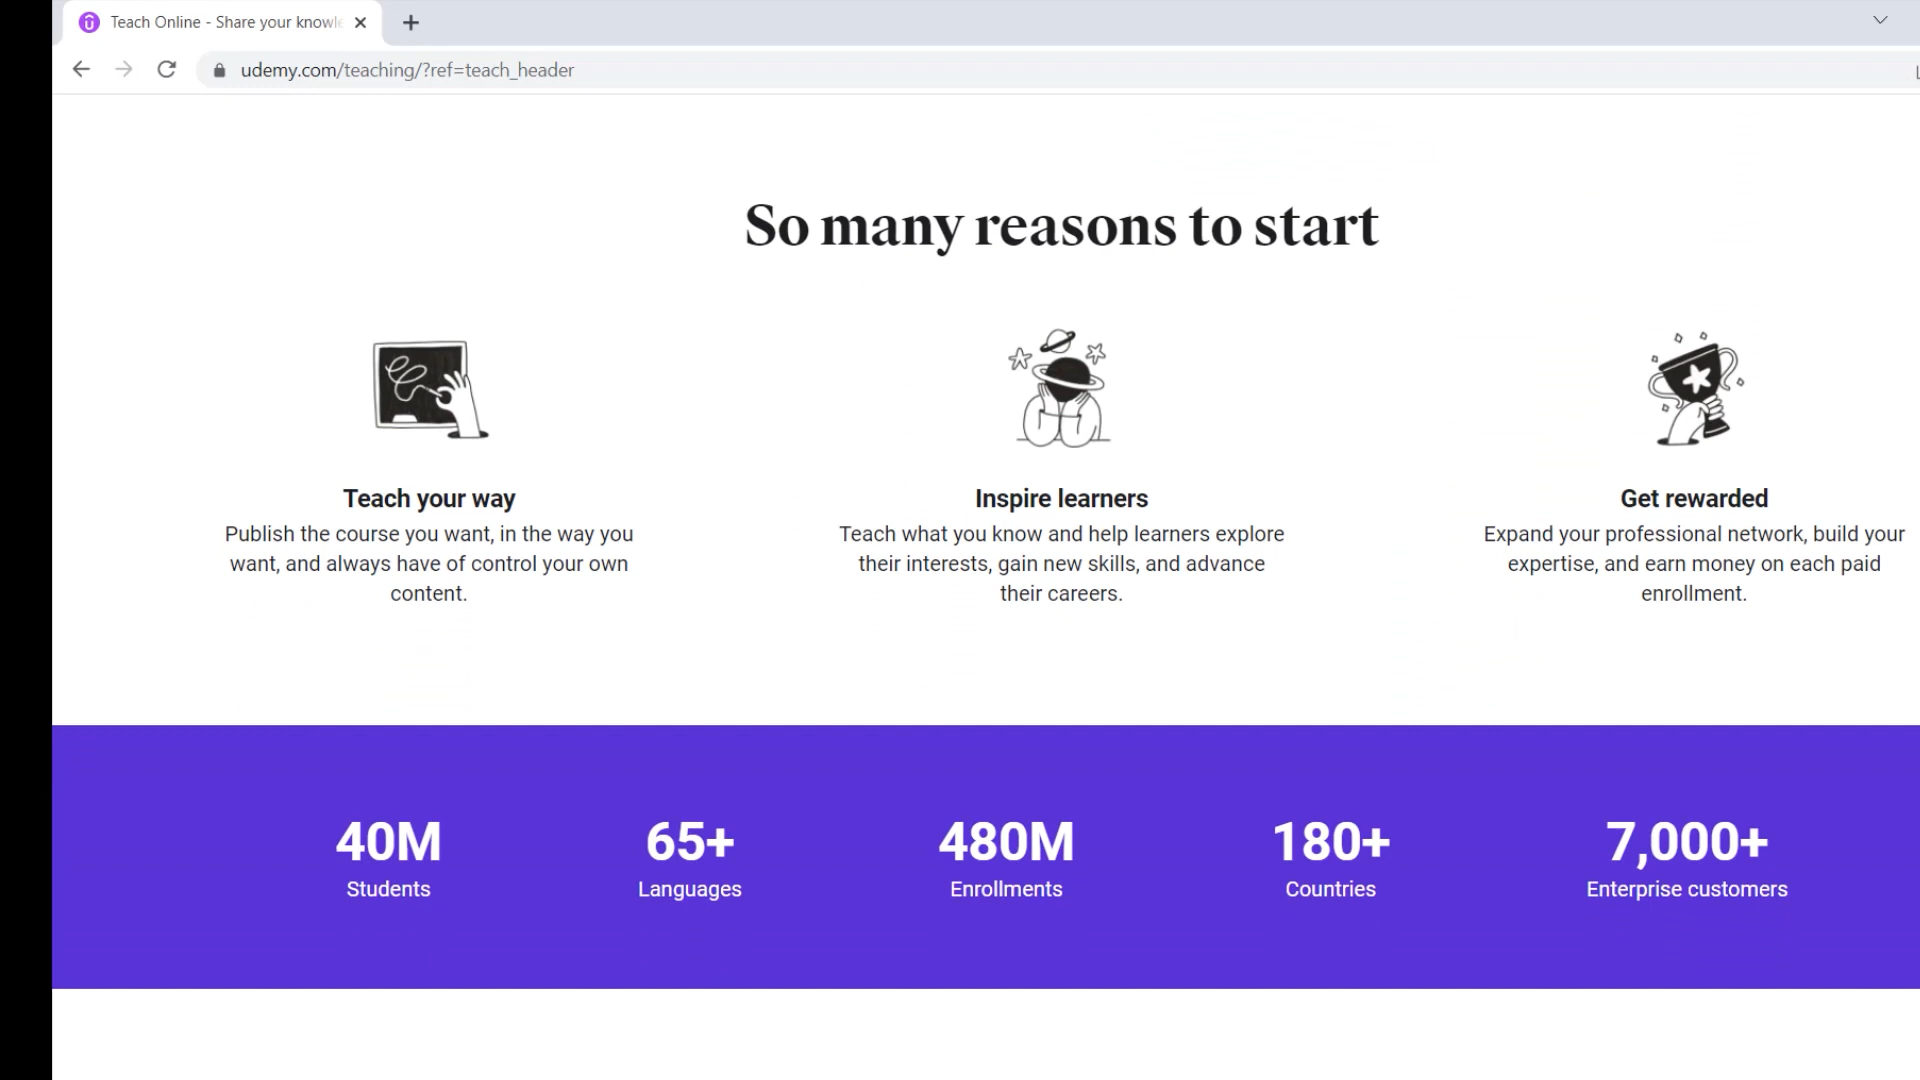 Teach Online - Share your knowle
udemy.com/teaching/?ref=teach_header
So many reasons to start
Teach your way
Publish the course you want, in the way you
want, and always have of control your own
content.
Inspire learners
Teach what you know and help learners explore
their interests, gain new skills, and advance
their careers.
Get rewarded
Expand your professional network, build your
expertise, and earn money on each paid
enrollment.
40M
Students
65+
Languages
480M
Enrollments
180+
Countries
7,000+
Enterprise customers